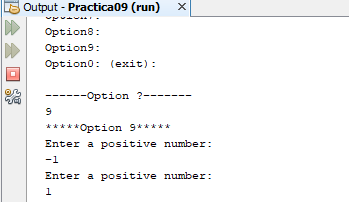 Output - Practica09 (run) X
Option8:
Option9:
Option0: (exit):
------Option ?-------
9
*****Option 9*****
Enter a positive number:
-1
Enter a positive number:
1